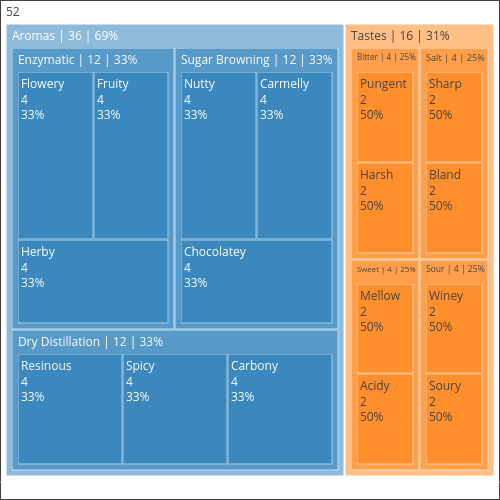 52
Aromas | 36 | 69%
Enzymatic | 12 | 33%
Flowery
4
33%
Fruity
4
33%
Herby
4
33%
Sugar Browning | 12 | 33%
Nutty
4
33%
Carmelly
4
33%
Chocolatey
4
33%
Dry Distillation | 12 | 33%
Resinous
4
33%
Spicy
4
33%
Carbony
4
33%
Tastes | 16 | 31%
Bitter | 4 | 25%
Pungent
2
50%
Harsh
2
50%
Salt | 4 | 25%
Sharp
2
50%
Bland
2
50%
Sweet | 4 | 25%
Mellow
2
50%
Acidy
2
50%
Sour | 4 | 25%
Winey
2
50%
Soury
2
50%